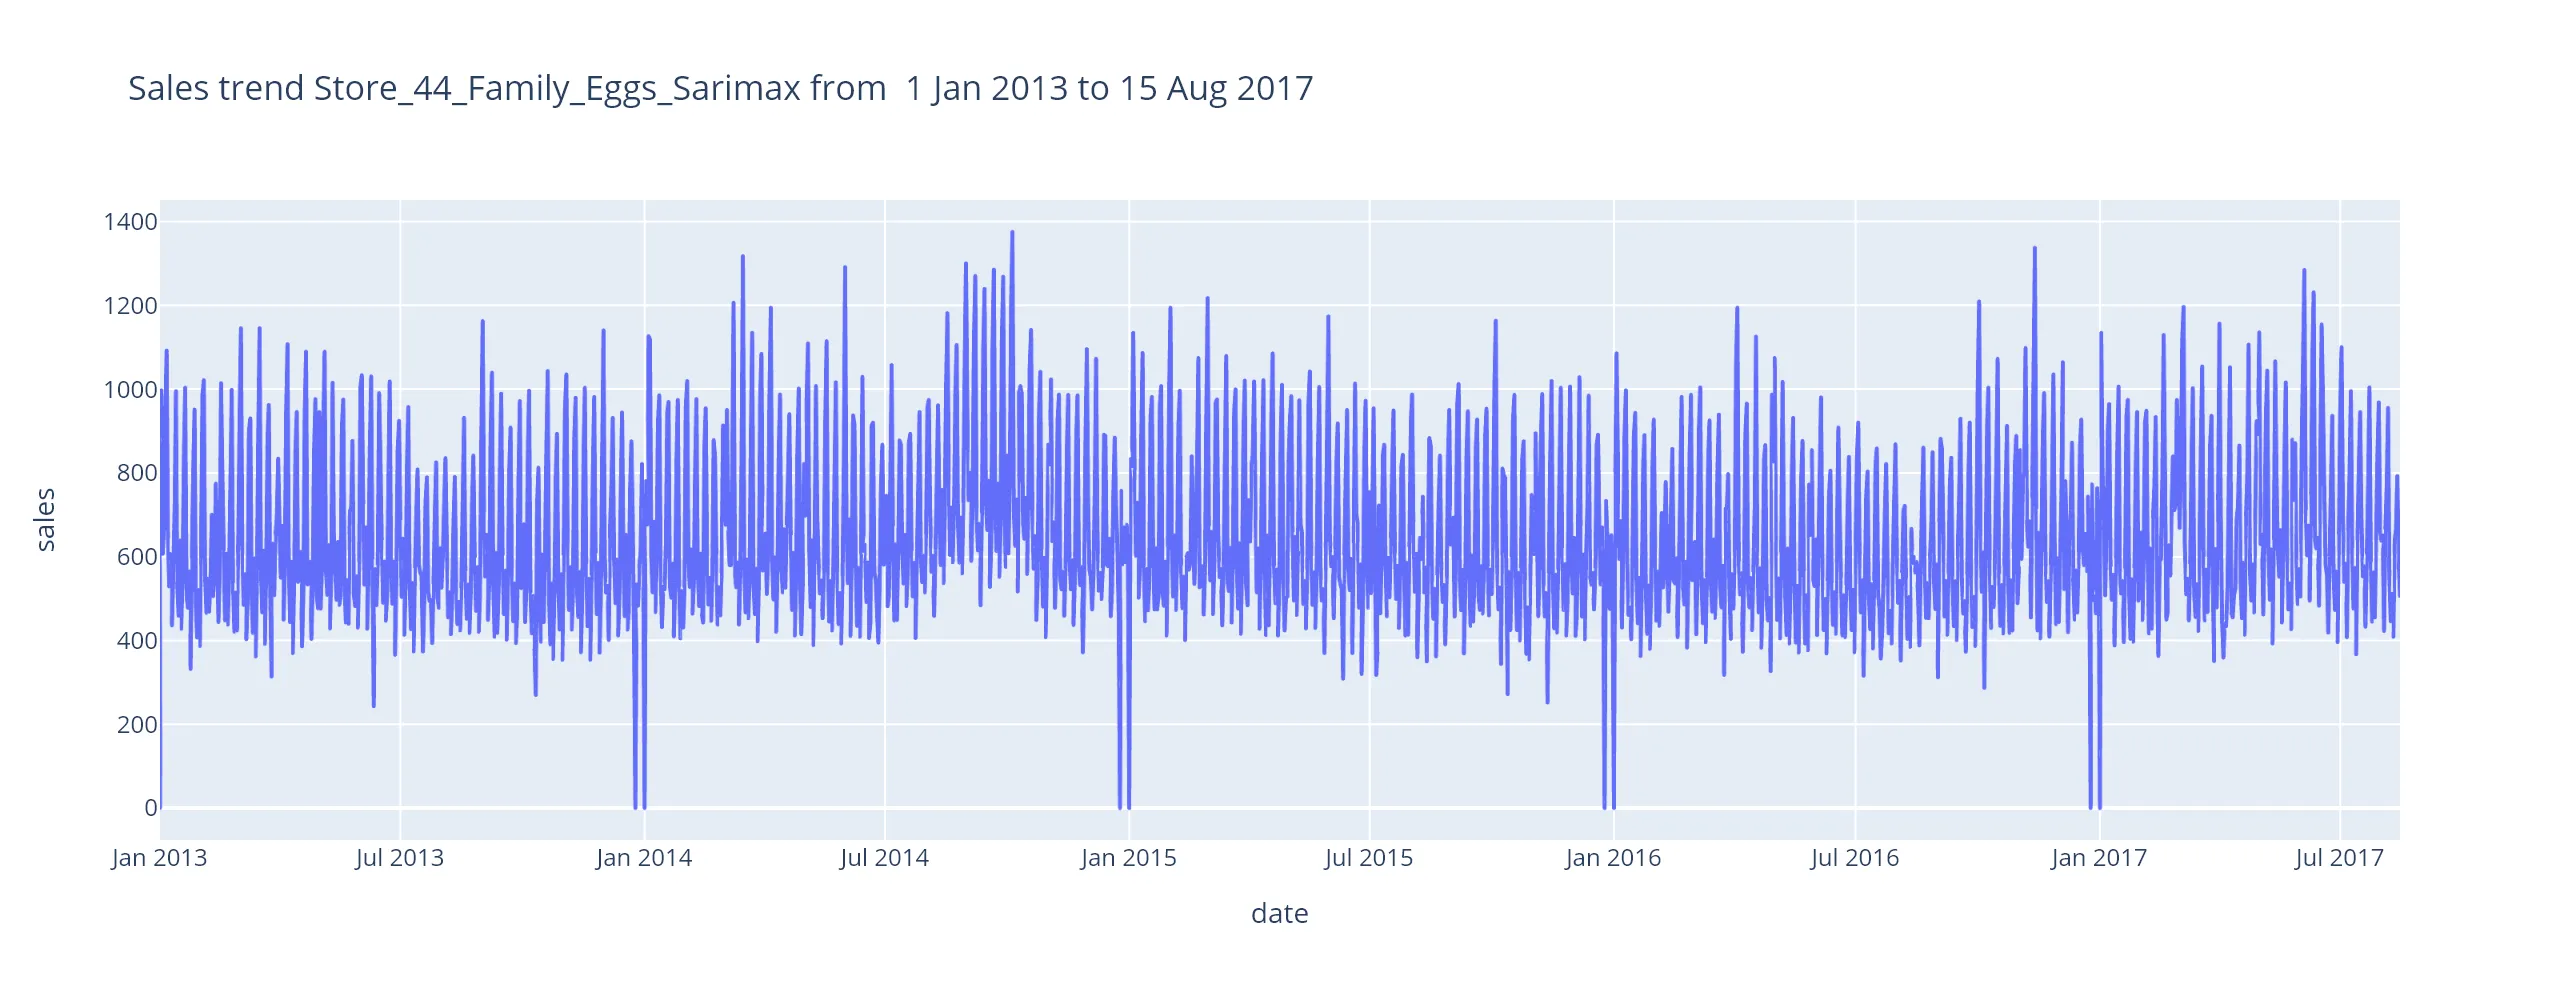 Sales trend Store_44_Family_Eggs_Sarimax from  1 Jan 2013 to 15 Aug 2017
1400
1200
1000
800
600
400
200
0
sales
Jan 2013 Jul 2013 Jan 2014 Jul 2014 Jan 2015 Jul 2015 Jan 2016 Jul 2016 Jan 2017 Jul 2017
date